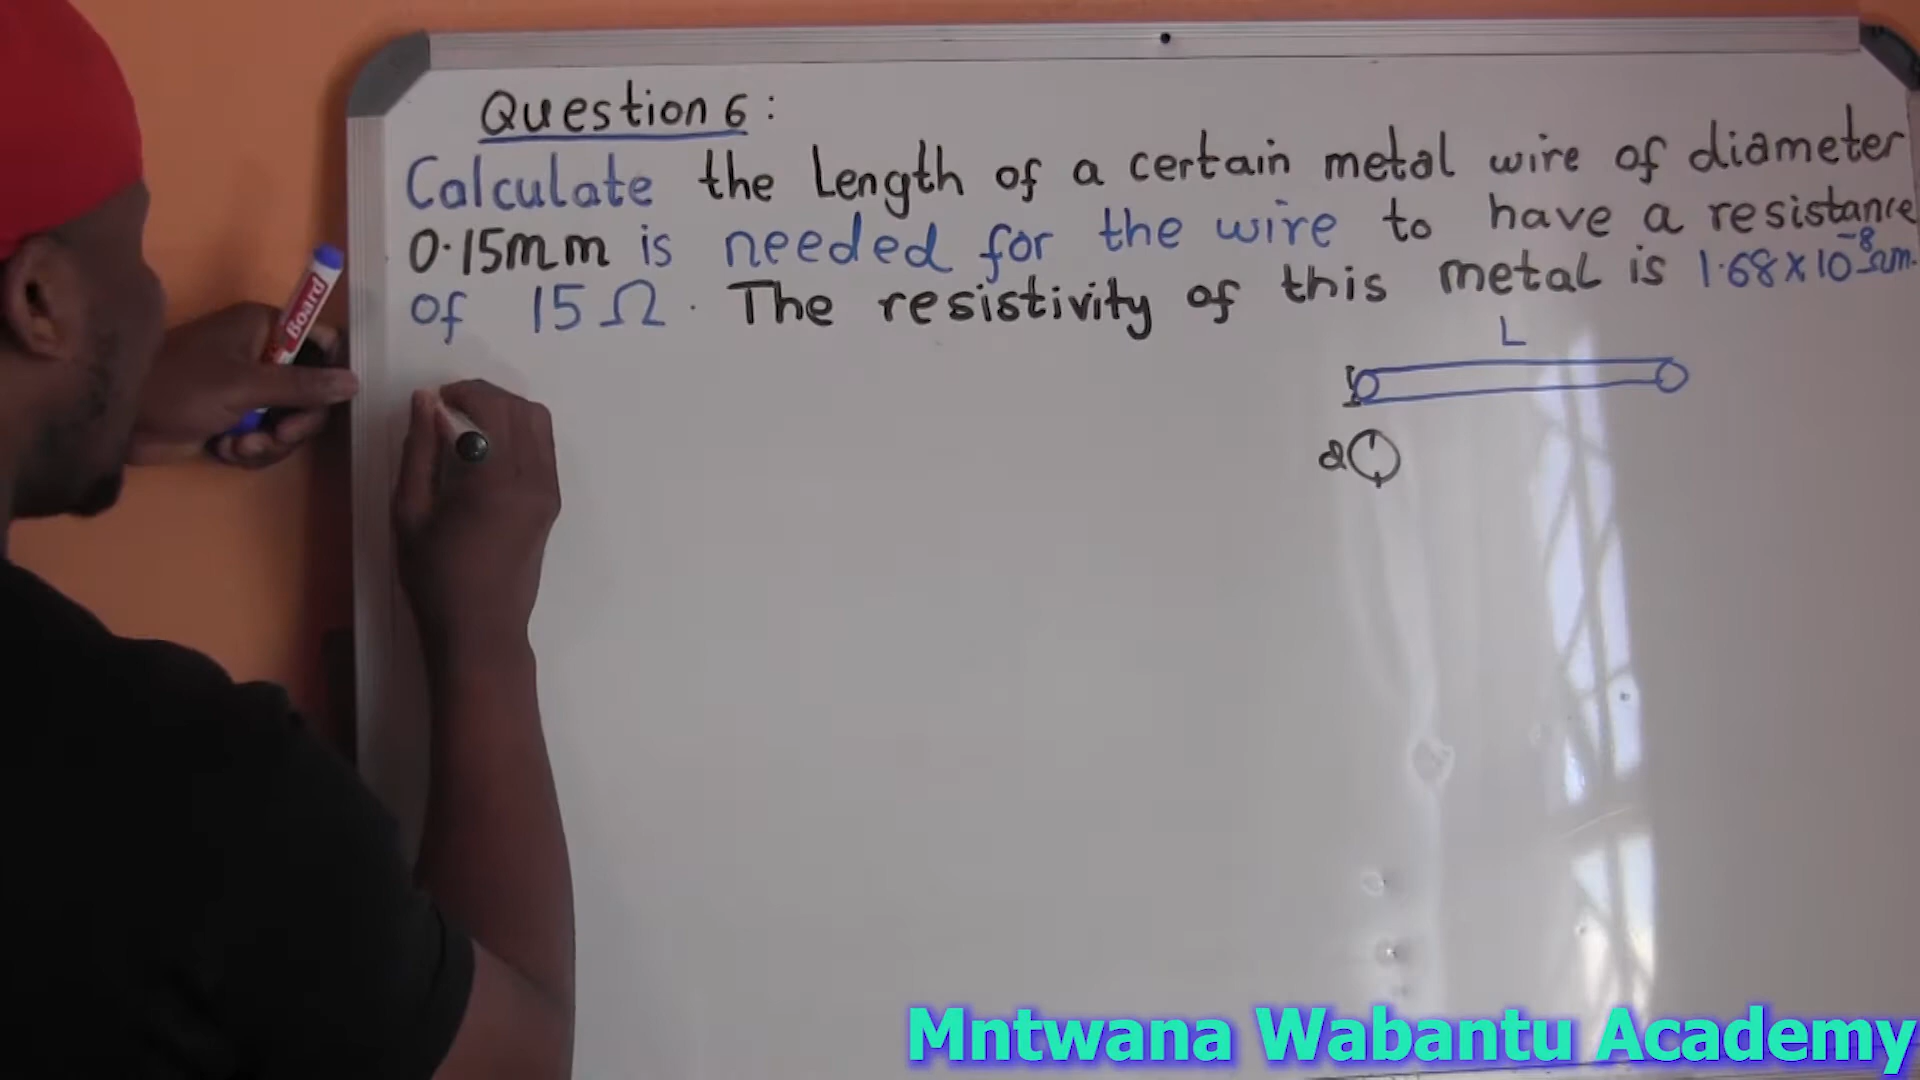 Question 6:
Calculate the Length of a certain metal wire of diameter
0.15mm is needed for the wire to have a resistance
of 15Ω. The resistivity of this metal is 1.68×10⁻⁸Ωm.
L
d
Board
Mntwana Wabantu Academy